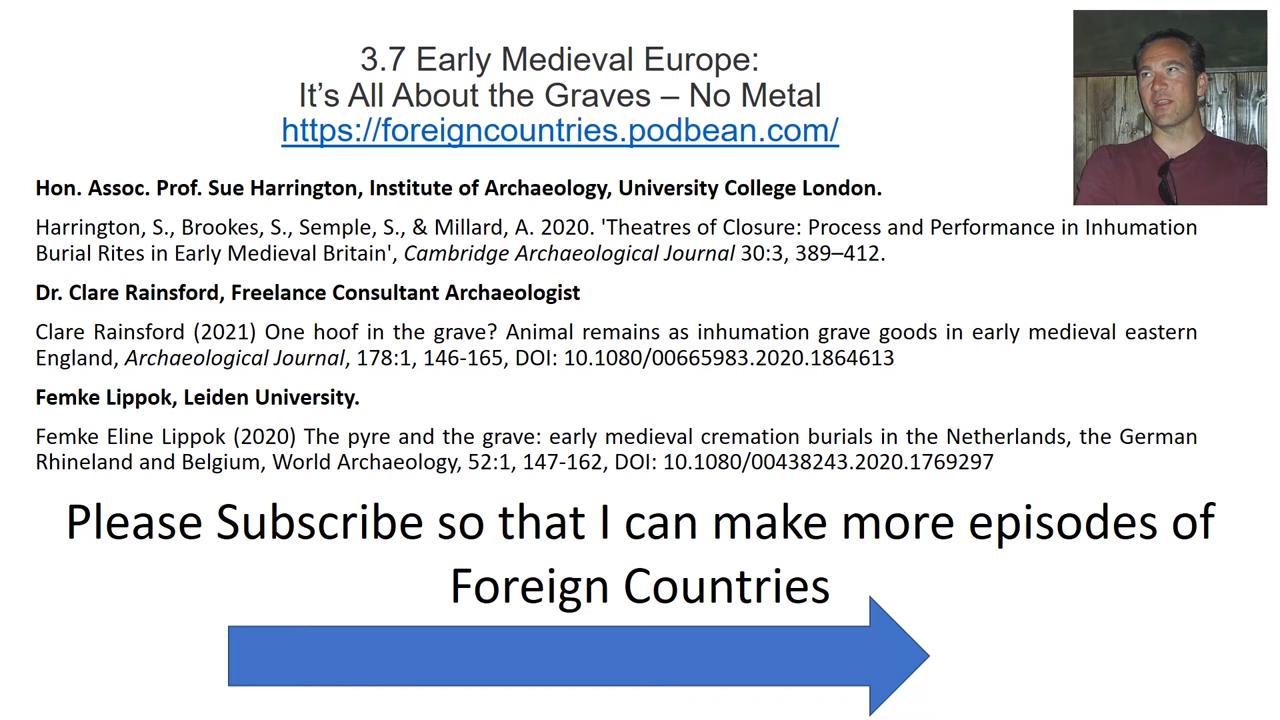 3.7 Early Medieval Europe:
It’s All About the Graves – No Metal
https://foreigncountries.podbean.com/
Hon. Assoc. Prof. Sue Harrington, Institute of Archaeology, University College London.
Harrington, S., Brookes, S., Semple, S., & Millard, A. 2020. 'Theatres of Closure: Process and Performance in Inhumation
Burial Rites in Early Medieval Britain', Cambridge Archaeological Journal 30:3, 389–412.
Dr. Clare Rainsford, Freelance Consultant Archaeologist
Clare Rainsford (2021) One hoof in the grave? Animal remains as inhumation grave goods in early medieval eastern
England, Archaeological Journal, 178:1, 146-165, DOI: 10.1080/00665983.2020.1864613
Femke Lippok, Leiden University.
Femke Eline Lippok (2020) The pyre and the grave: early medieval cremation burials in the Netherlands, the German
Rhineland and Belgium, World Archaeology, 52:1, 147-162, DOI: 10.1080/00438243.2020.1769297
Please Subscribe so that I can make more episodes of
Foreign Countries